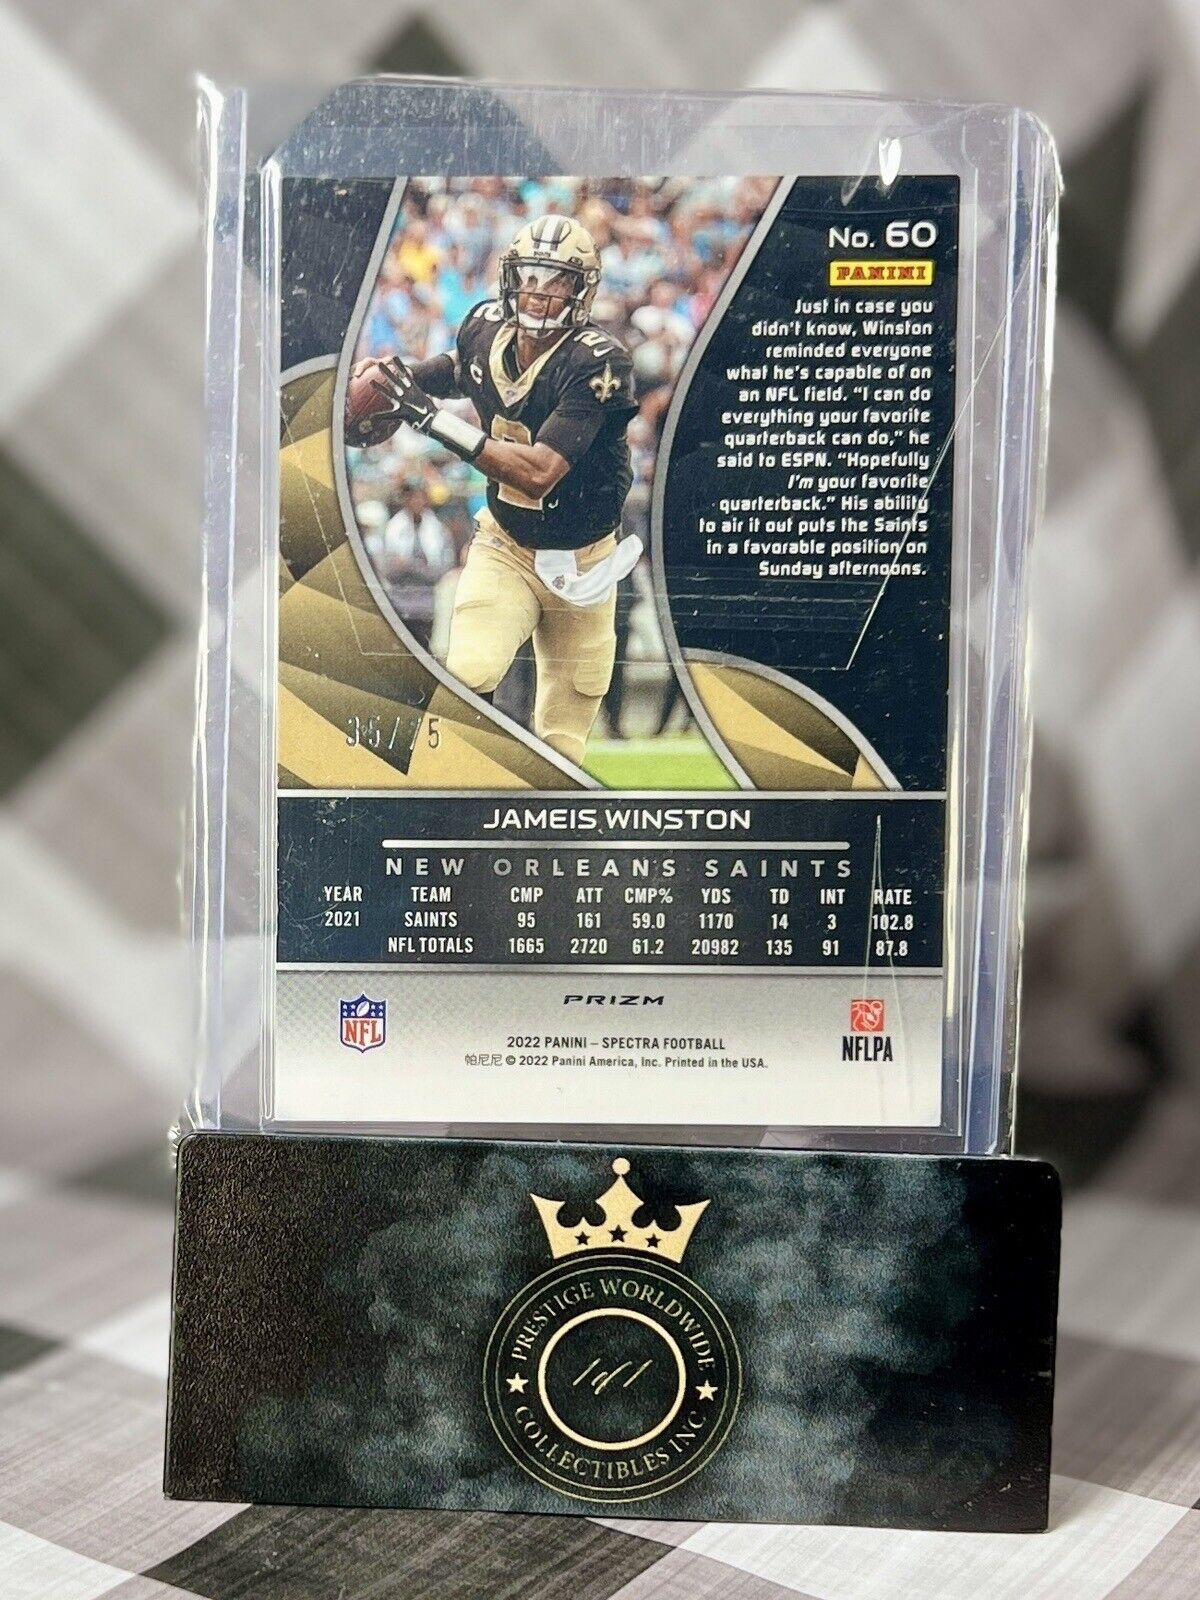 No. 60
PANINI
Just in case you
didn't know, Winston
reminded everyone
what he's capable of on
an NFL field. "I can do
everything your favorite
quarterback can do," he
said to ESPN. "Hopefully
I'm your favorite
quarterback." His ability
to air it out puts the Saints
in a favorable position on
Sunday afternoons.
2
35/75
JAMEIS WINSTON
NEW ORLEANS SAINTS
YEAR TEAM CMP ATT CMP% YDS TD INT RATE
2021 SAINTS 95 161 59.0 1170 14 3 102.8
NFL TOTALS 1665 2720 61.2 20982 135 91 87.8
PRIZM
NFL
NFLPA
2022 PANINI – SPECTRA FOOTBALL
帕尼尼 © 2022 Panini America, Inc. Printed in the USA.
PRESTIGE WORLDWIDE
1of1
COLLECTIBLES INC.